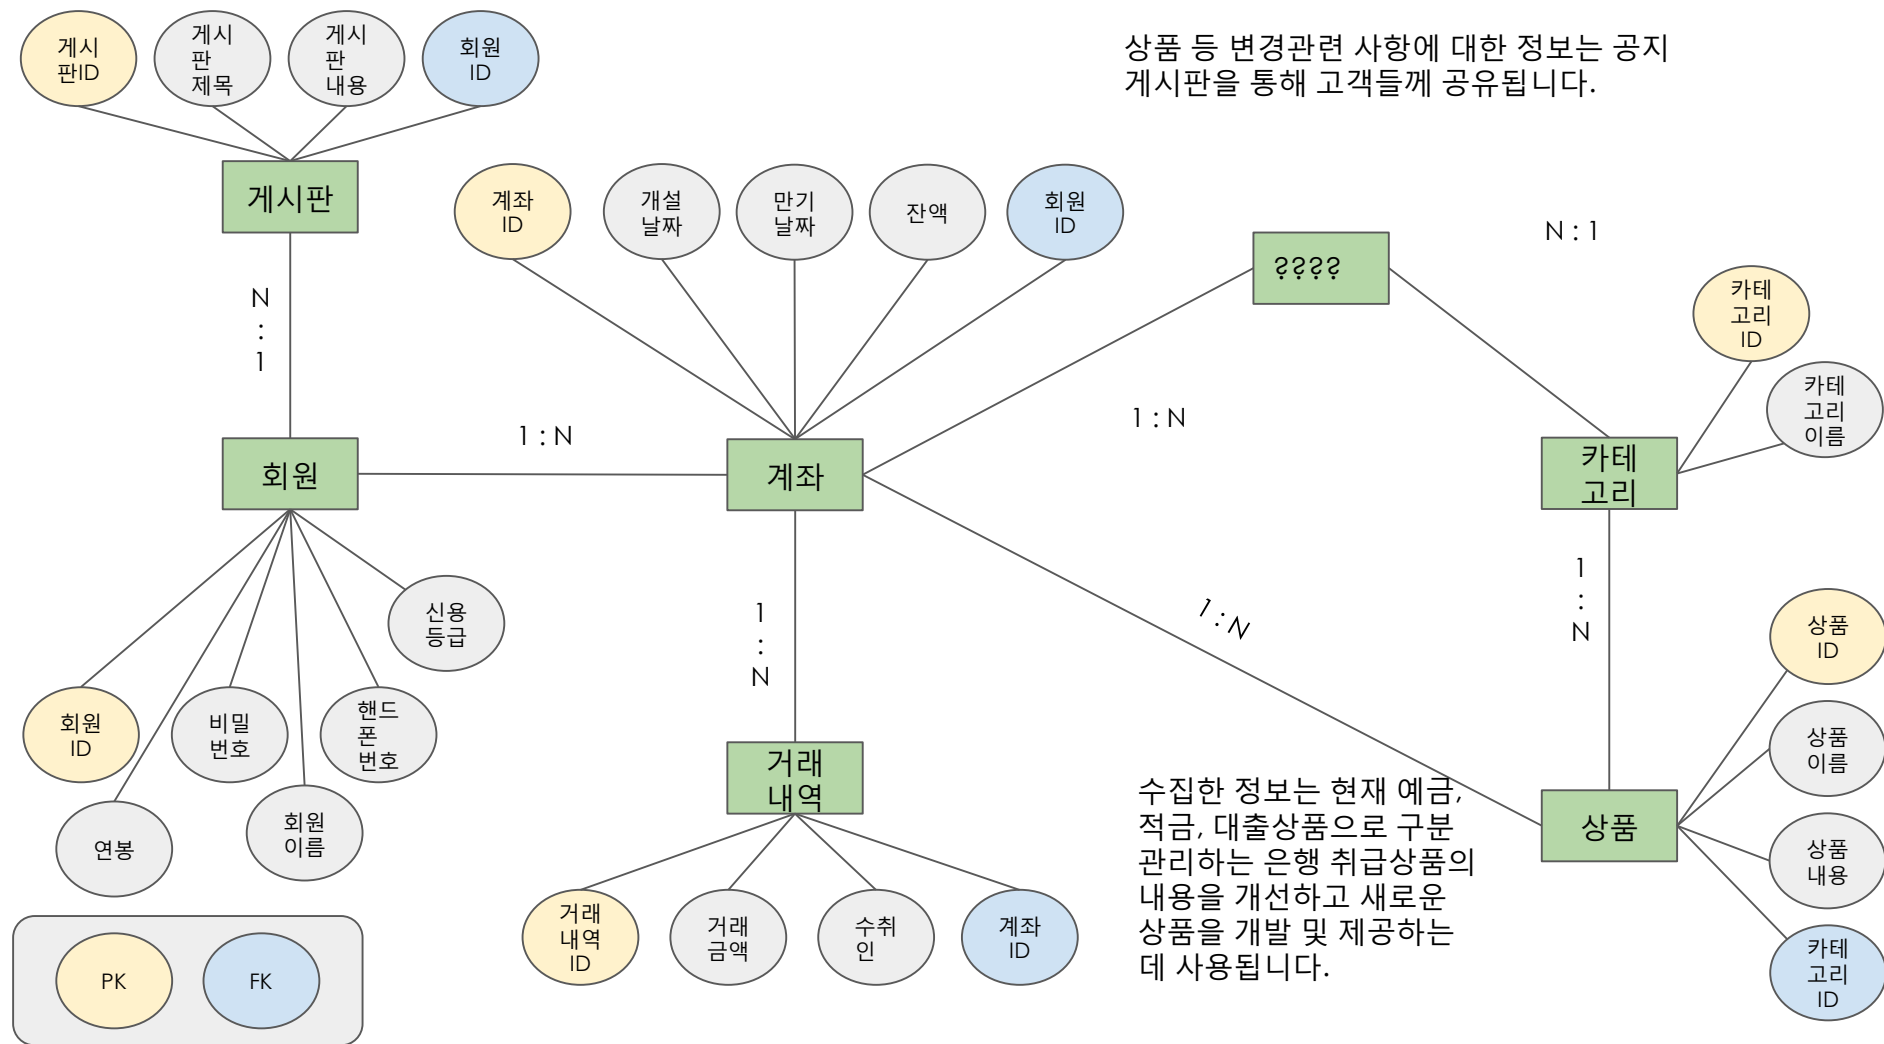 게시
판ID
게시
판
제목
게시
판
내용
회원
ID
상품 등 변경관련 사항에 대한 정보는 공지
게시판을 통해 고객들께 공유됩니다.
게시판
계좌
ID
개설
날짜
만기
날짜
잔액
회원
ID
????
N : 1
카테
고리
ID
카테
고리
이름
N
:
1
1 : N
1 : N
회원
계좌
카테
고리
신용
등급
1
:
N
1 : N
1
:
N
상품
ID
회원
ID
비밀
번호
핸드
폰
번호
상품
이름
연봉
회원
이름
거래
내역
상품
상품
내용
수집한 정보는 현재 예금,
적금, 대출상품으로 구분
관리하는 은행 취급상품의
내용을 개선하고 새로운
상품을 개발 및 제공하는
데 사용됩니다.
거래
내역
ID
거래
금액
수취
인
계좌
ID
카테
고리
ID
PK
FK